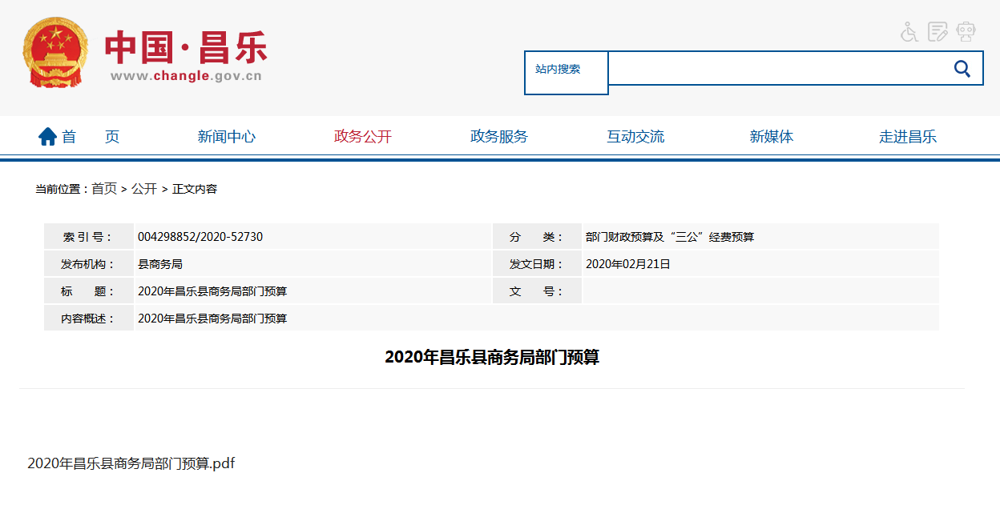 中国·昌乐
www.changle.gov.cn
站内搜索
首 页 新闻中心 政务公开 政务服务 互动交流 新媒体 走进昌乐
当前位置：首页 > 公开 > 正文内容
索 引 号： 004298852/2020-52730 分 类： 部门财政预算及“三公”经费预算
发布机构： 县商务局 发文日期： 2020年02月21日
标 题： 2020年昌乐县商务局部门预算 文 号：
内容概述： 2020年昌乐县商务局部门预算
2020年昌乐县商务局部门预算
2020年昌乐县商务局部门预算.pdf